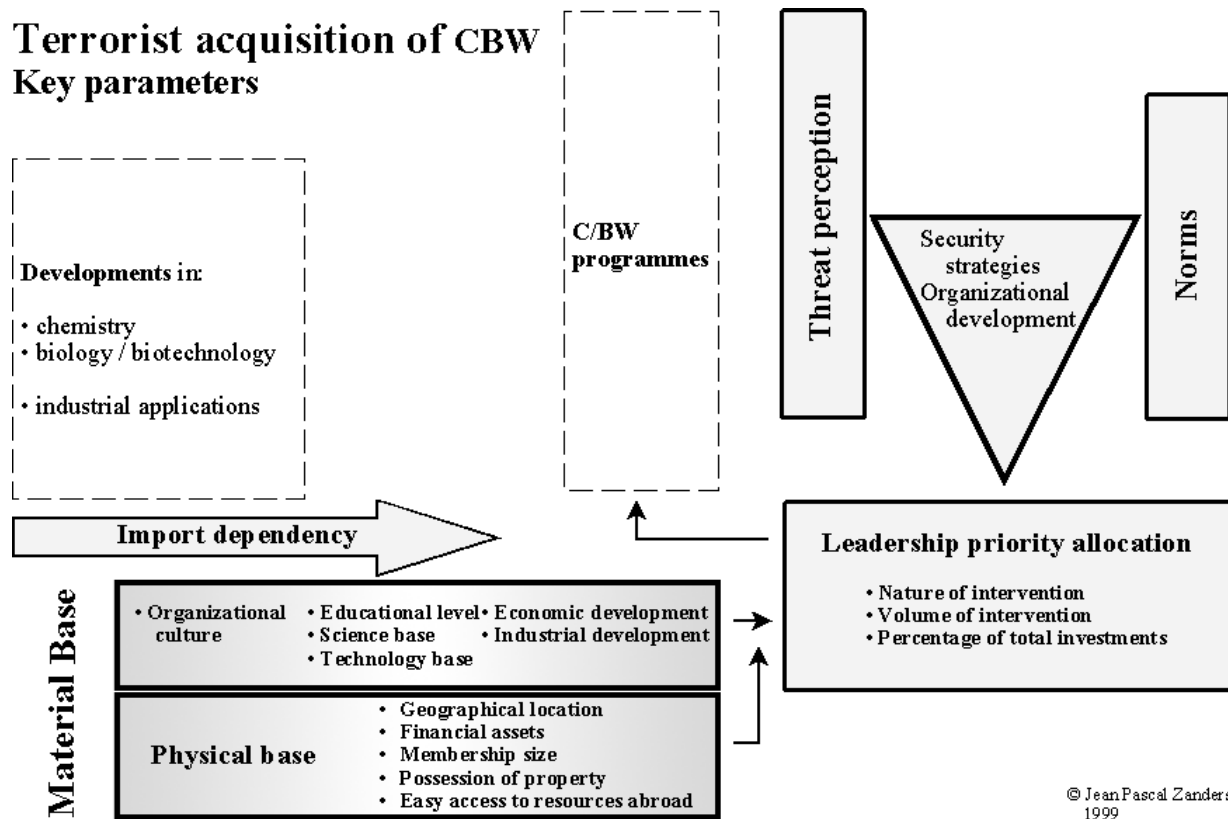 Terrorist acquisition of CBW
Key parameters
Developments in:
• chemistry
• biology / biotechnology
• industrial applications
C/BW
programmes
Threat perception
Security
strategies
Organizational
development
Norms
Import dependency
Leadership priority allocation
• Nature of intervention
• Volume of intervention
• Percentage of total investments
Material Base
• Organizational
culture
• Educational level
• Science base
• Technology base
• Economic development
• Industrial development
Physical base
• Geographical location
• Financial assets
• Membership size
• Possession of property
• Easy access to resources abroad
© Jean Pascal Zanders
1999